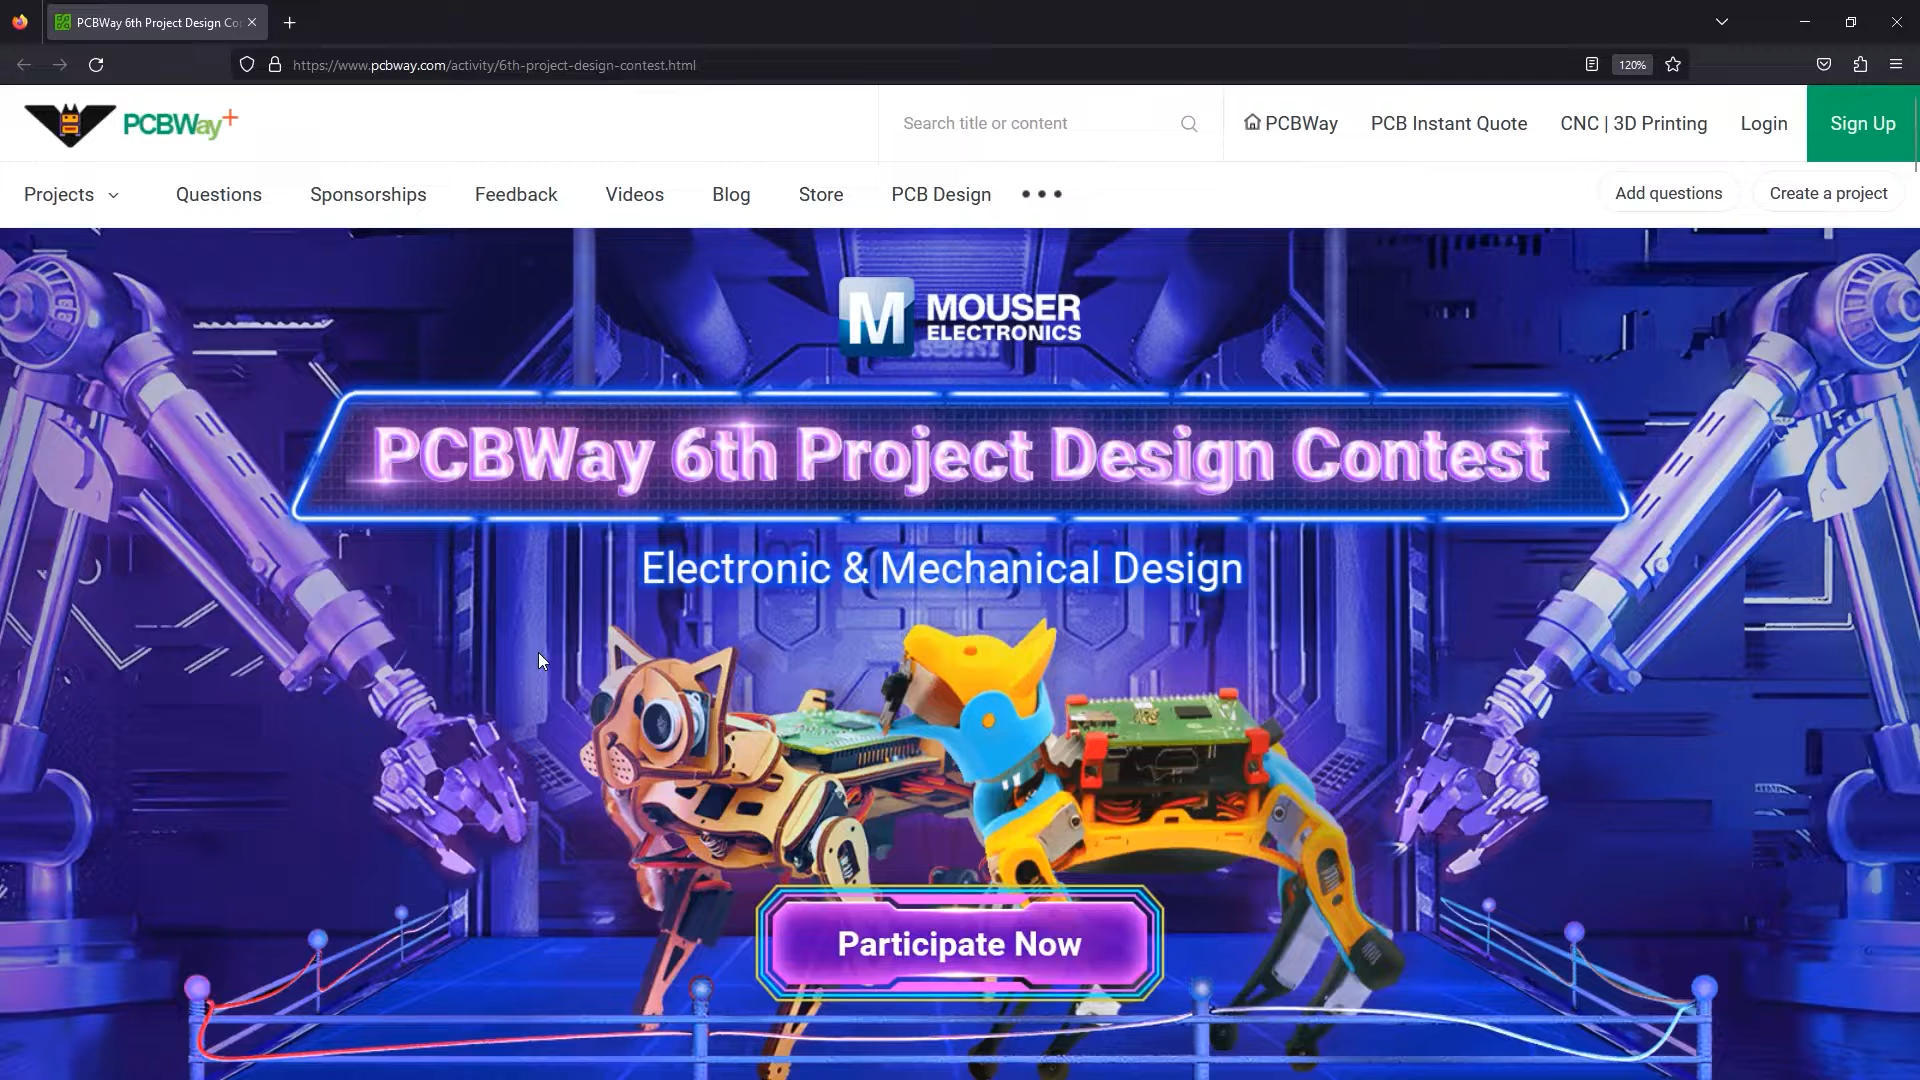 PCBWay 6th Project Design Co
https://www.pcbway.com/activity/6th-project-design-contest.html
120%
PCBWay+
Search title or content
PCBWay
PCB Instant Quote
CNC | 3D Printing
Login
Sign Up
Projects
Questions
Sponsorships
Feedback
Videos
Blog
Store
PCB Design
Add questions
Create a project
M MOUSER
ELECTRONICS
PCBWay 6th Project Design Contest
Electronic & Mechanical Design
Participate Now